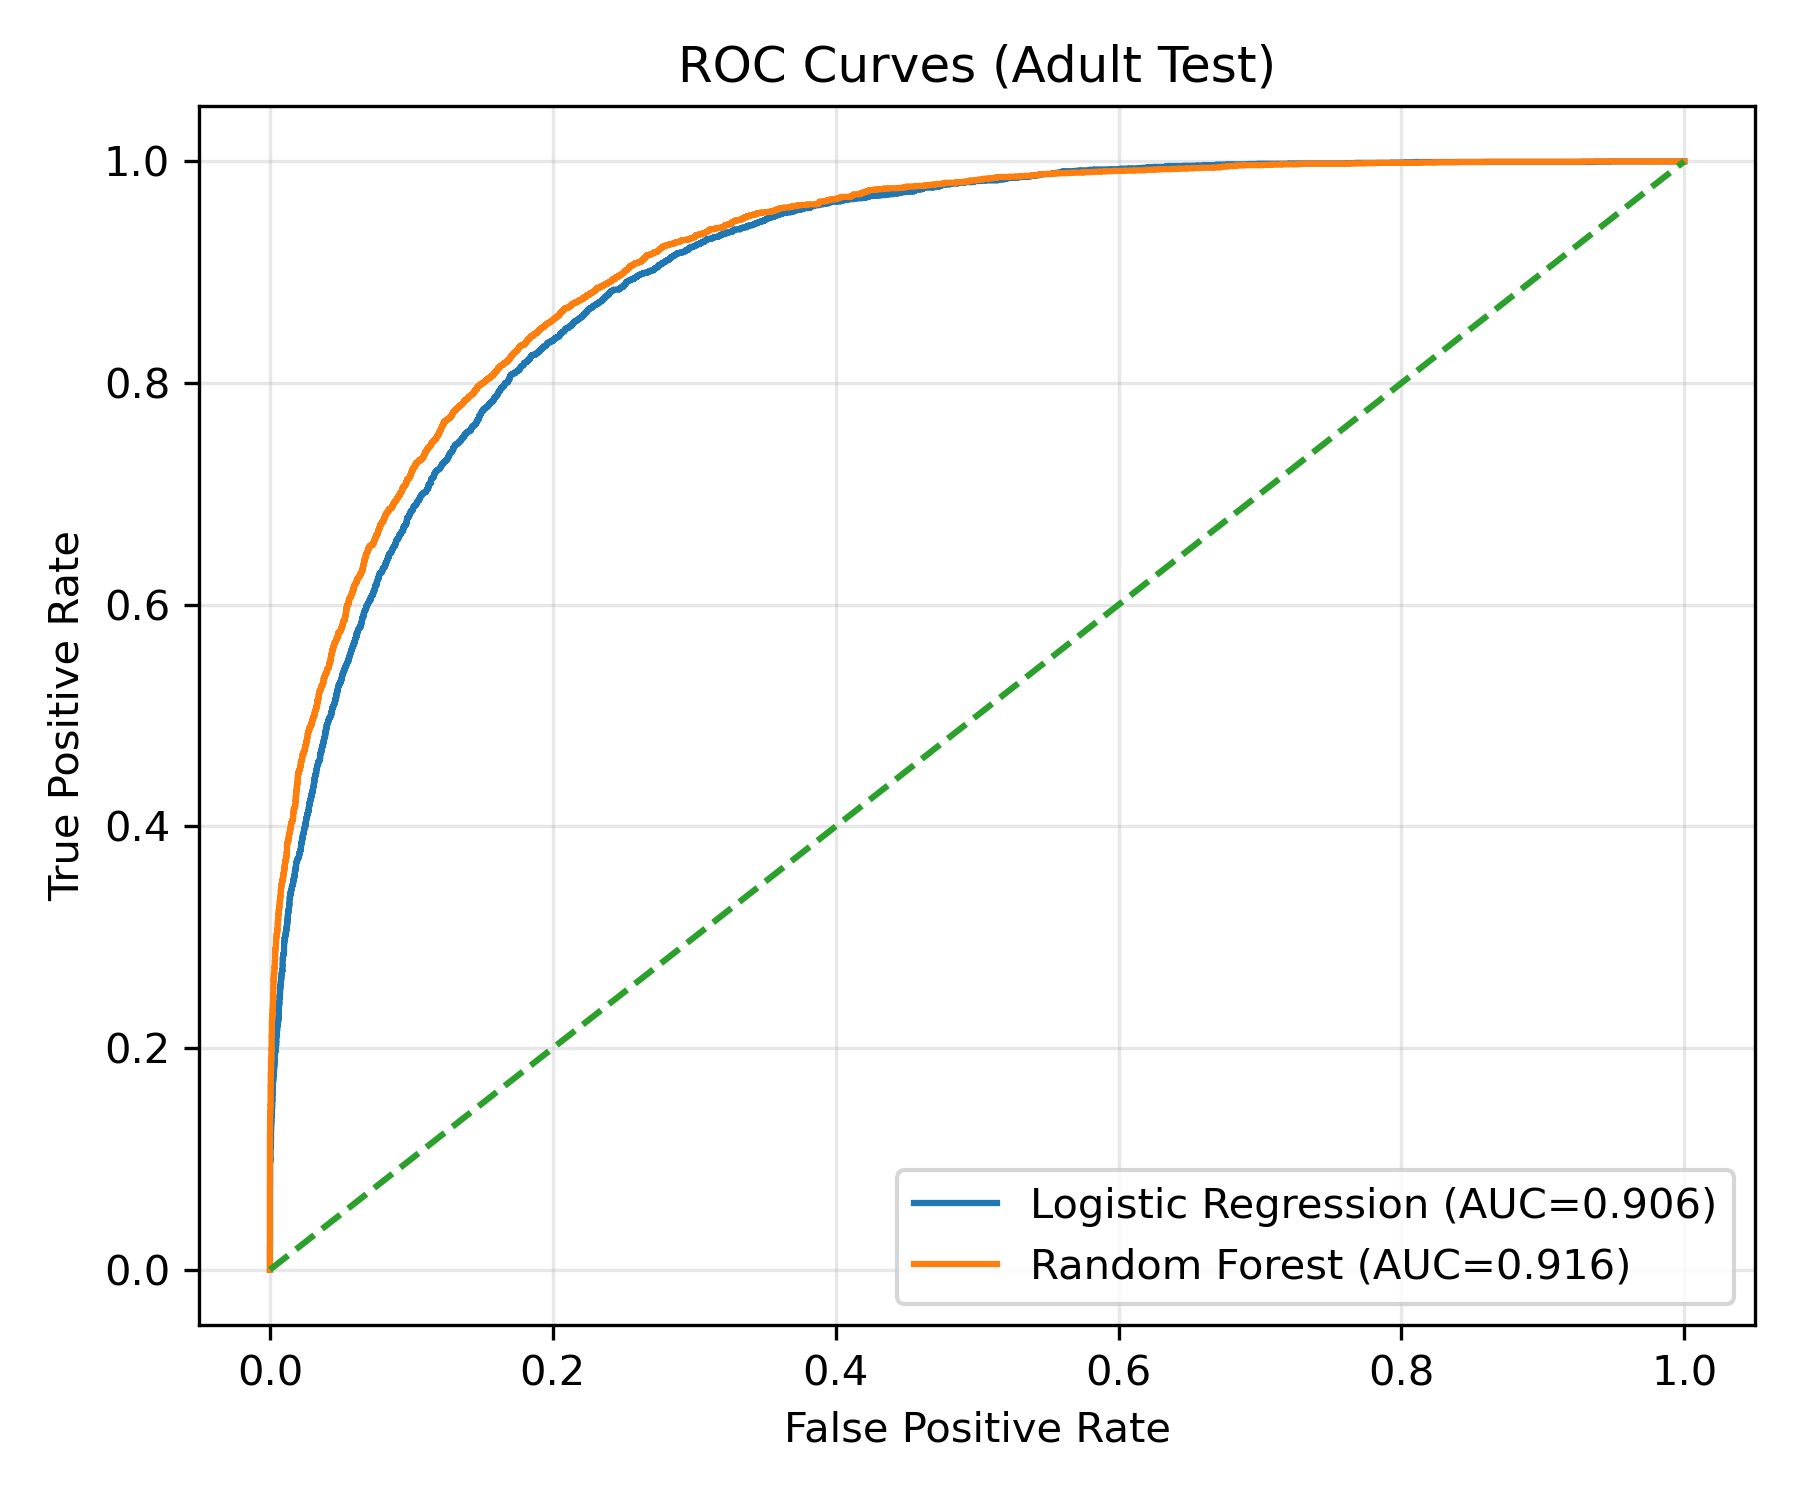 ROC Curves (Adult Test)
True Positive Rate
1.0
0.8
0.6
0.4
0.2
0.0
Logistic Regression (AUC=0.906)
Random Forest (AUC=0.916)
0.0 0.2 0.4 0.6 0.8 1.0
False Positive Rate